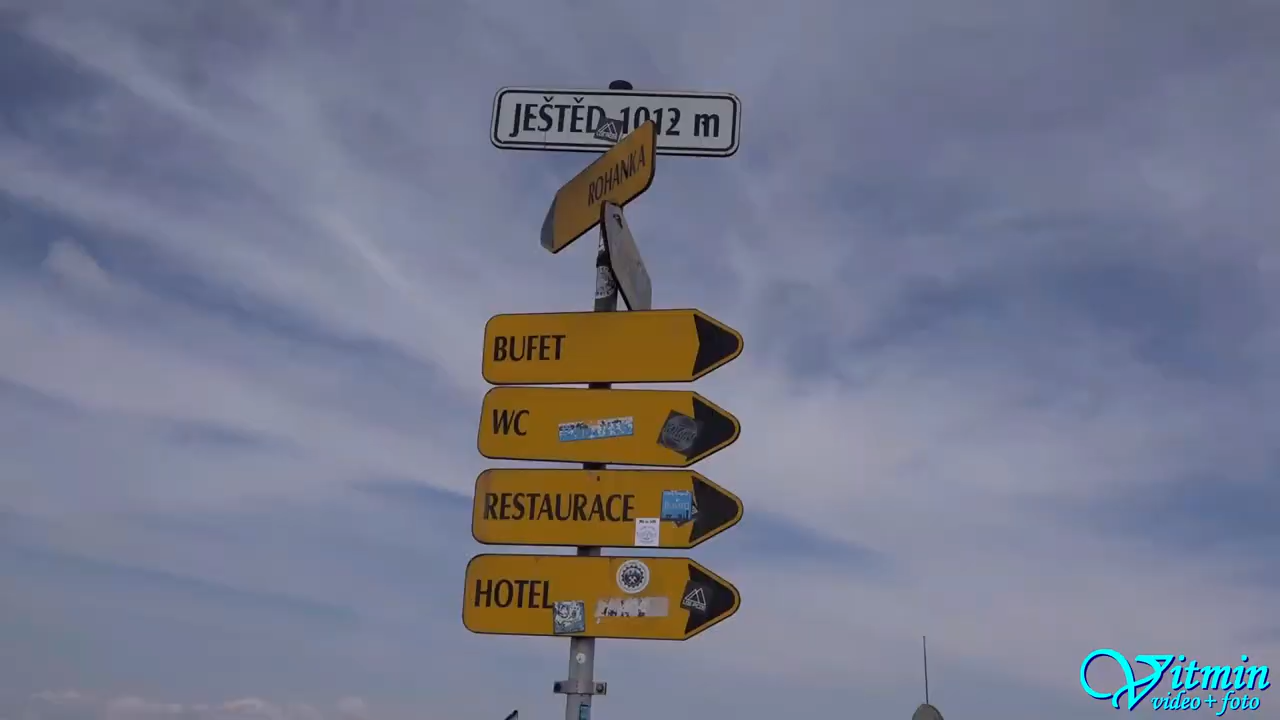 JEŠTĚD 1012 m
ROHANKA
BUFET
WC
RESTAURACE
HOTEL
Vitmin
video + foto